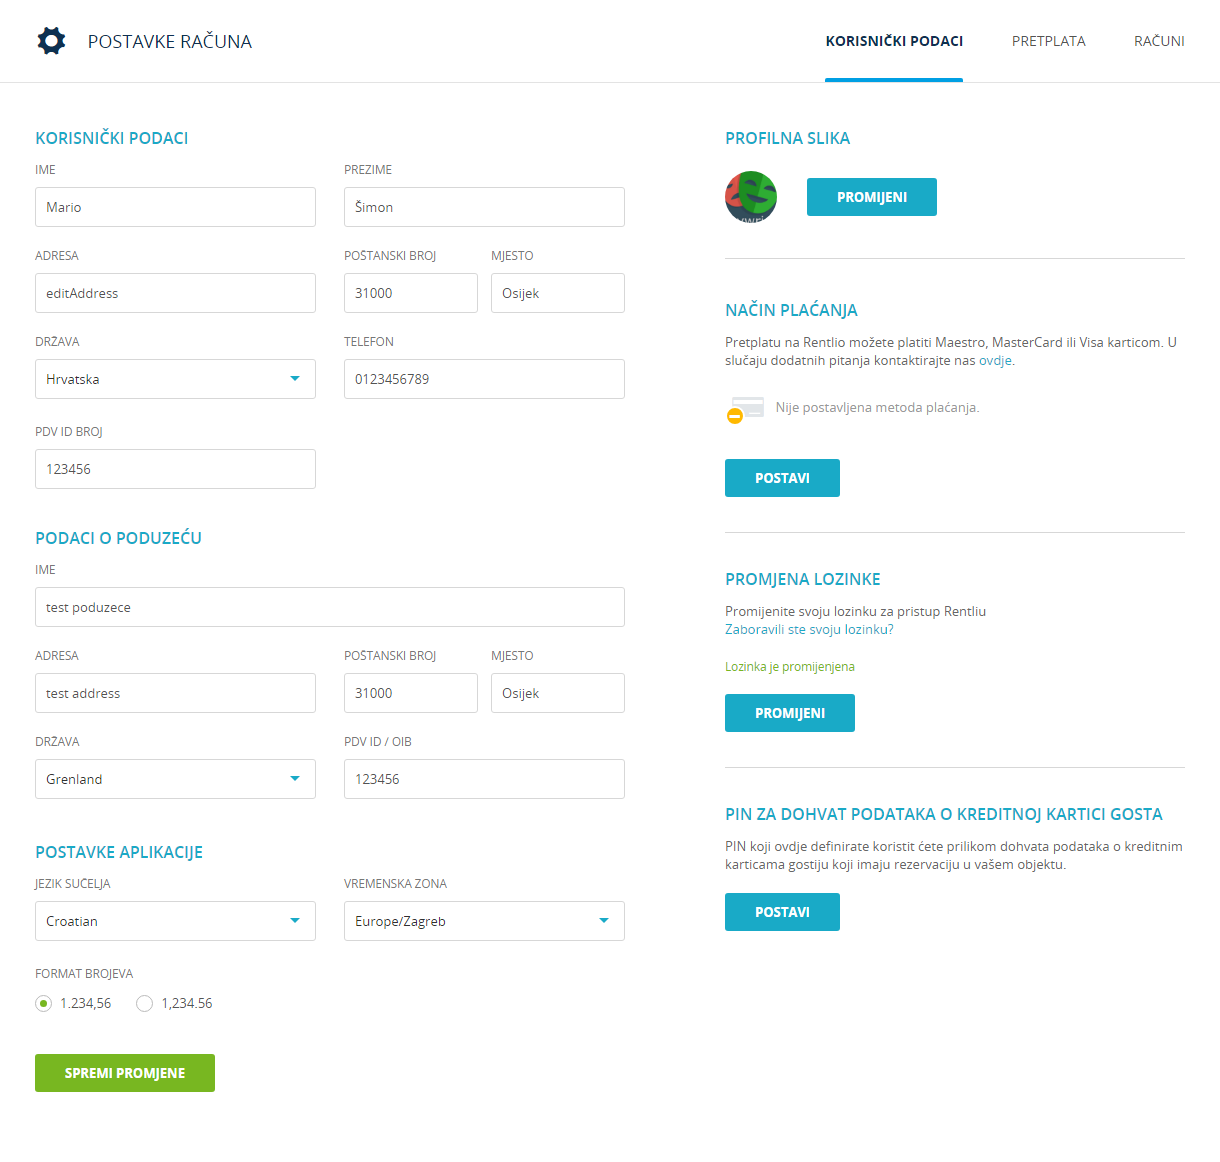 POSTAVKE RAČUNA
KORISNIČKI PODACI
PRETPLATA
RAČUNI
KORISNIČKI PODACI
IME
PREZIME
Mario
Šimon
ADRESA
POŠTANSKI BROJ
MJESTO
editAddress
31000
Osijek
DRŽAVA
TELEFON
Hrvatska
0123456789
PDV ID BROJ
123456
PODACI O PODUZEĆU
IME
test poduzece
ADRESA
POŠTANSKI BROJ
MJESTO
test address
31000
Osijek
DRŽAVA
PDV ID / OIB
Grenland
123456
POSTAVKE APLIKACIJE
JEZIK SUČELJA
VREMENSKA ZONA
Croatian
Europe/Zagreb
FORMAT BROJEVA
1.234,56
1,234.56
SPREMI PROMJENE
PROFILNA SLIKA
PROMIJENI
NAČIN PLAĆANJA
Pretplatu na Rentlio možete platiti Maestro, MasterCard ili Visa karticom. U
slučaju dodatnih pitanja kontaktirajte nas ovdje.
Nije postavljena metoda plaćanja.
POSTAVI
PROMJENA LOZINKE
Promijenite svoju lozinku za pristup Rentliu
Zaboravili ste svoju lozinku?
Lozinka je promijenjena
PROMIJENI
PIN ZA DOHVAT PODATAKA O KREDITNOJ KARTICI GOSTA
PIN koji ovdje definirate koristit ćete prilikom dohvata podataka o kreditnim
karticama gostiju koji imaju rezervaciju u vašem objektu.
POSTAVI